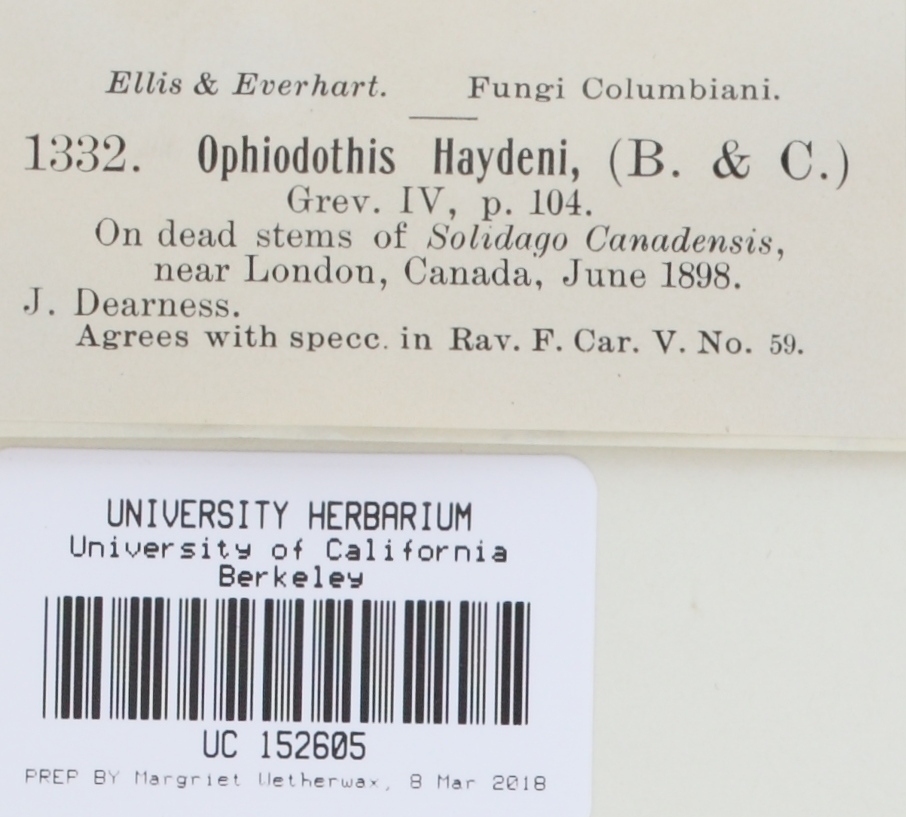 Ellis & Everhart. Fungi Columbiani.
1332. Ophiodothis Haydeni, (B. & C.)
Grev. IV, p. 104.
On dead stems of Solidago Canadensis,
near London, Canada, June 1898.
J. Dearness.
Agrees with specc. in Rav. F. Car. V. No. 59.
UNIVERSITY HERBARIUM
University of California
Berkeley
UC 152605
PREP BY Margriet Wetherwax, 8 Mar 2018